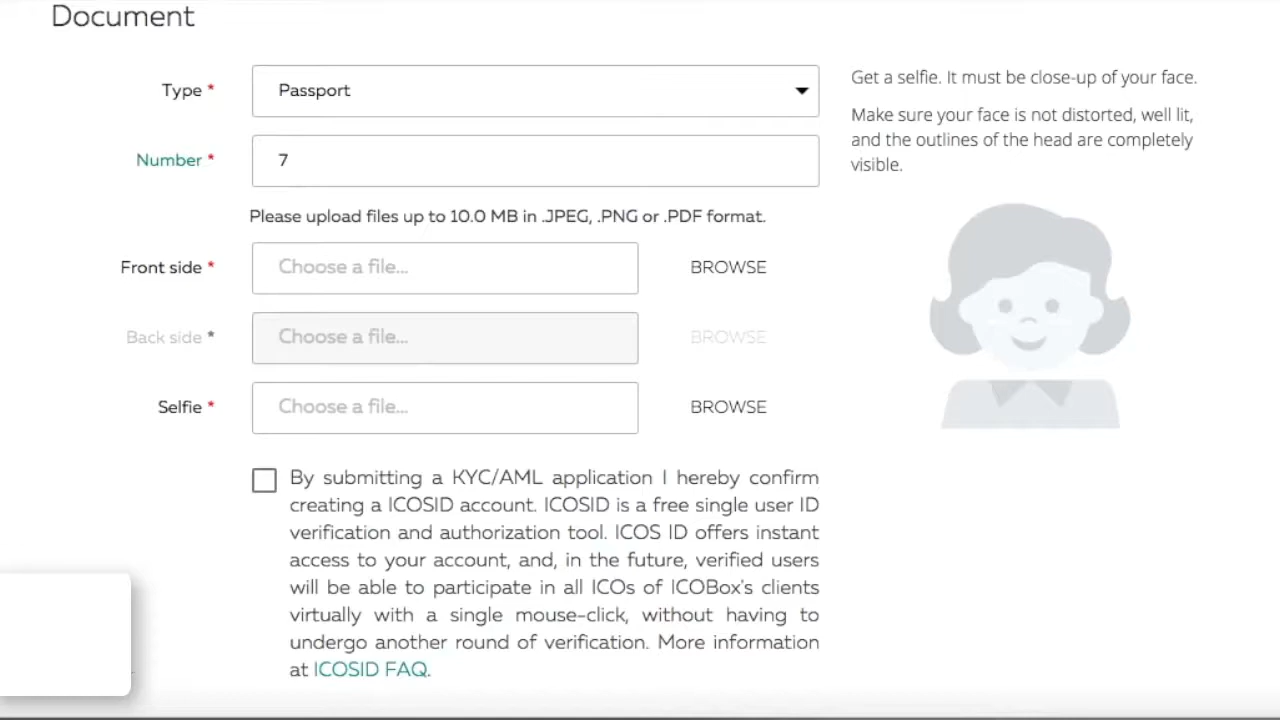 Document
Type *
Passport
Get a selfie. It must be close-up of your face.
Make sure your face is not distorted, well lit,
and the outlines of the head are completely
visible.
Number *
7
Please upload files up to 10.0 MB in .JPEG, .PNG or .PDF format.
Front side *
Choose a file...
BROWSE
Back side *
Choose a file...
BROWSE
Selfie *
Choose a file...
BROWSE
By submitting a KYC/AML application I hereby confirm
creating a ICOSID account. ICOSID is a free single user ID
verification and authorization tool. ICOS ID offers instant
access to your account, and, in the future, verified users
will be able to participate in all ICOs of ICOBox's clients
virtually with a single mouse-click, without having to
undergo another round of verification. More information
at ICOSID FAQ.